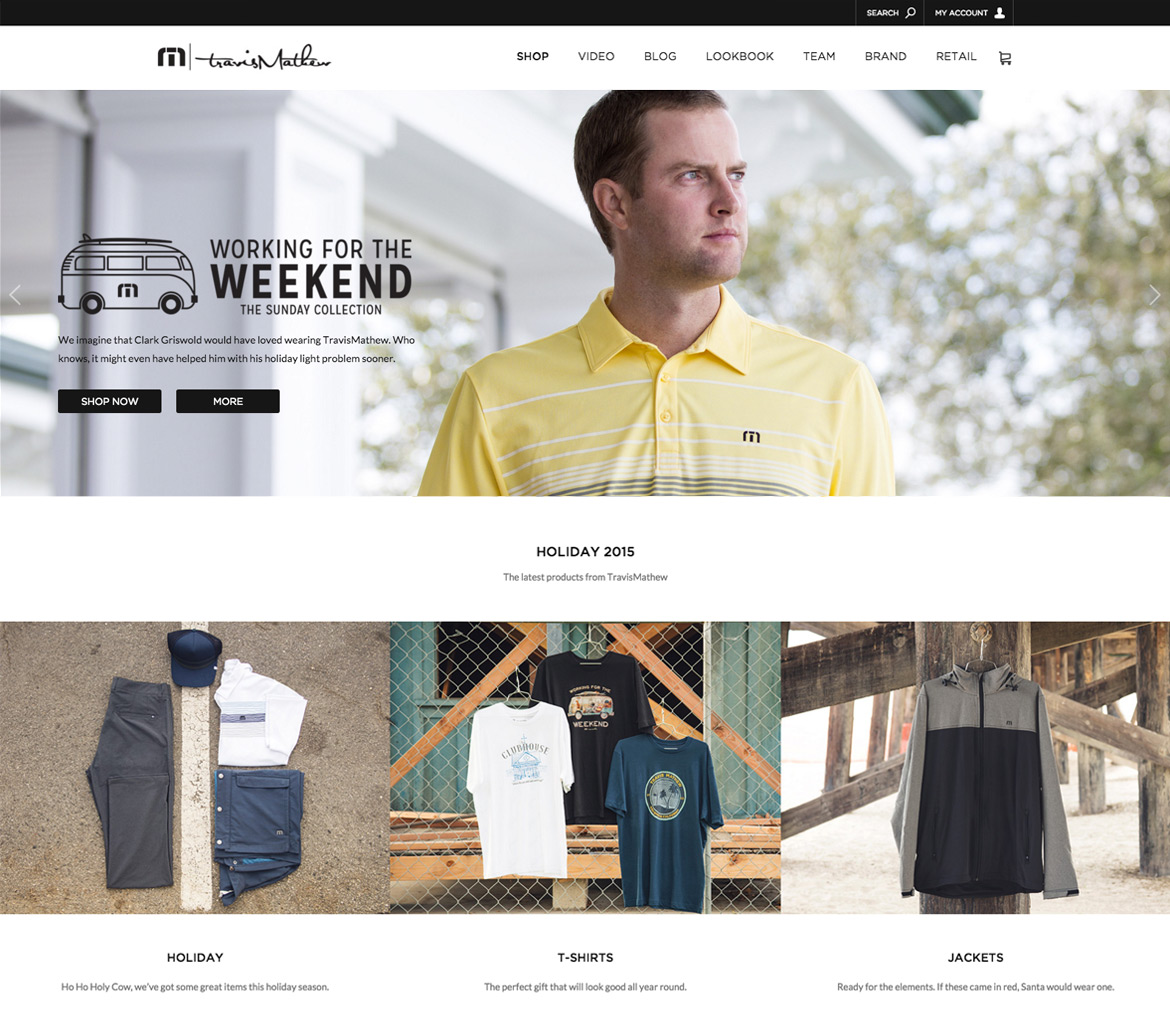 SEARCH
MY ACCOUNT
travisMathew
SHOP
VIDEO
BLOG
LOOKBOOK
TEAM
BRAND
RETAIL
WORKING FOR THE
WEEKEND
THE SUNDAY COLLECTION
We imagine that Clark Griswold would have loved wearing TravisMathew. Who
knows, it might even have helped him with his holiday light problem sooner.
SHOP NOW
MORE
HOLIDAY 2015
The latest products from TravisMathew
WORKING FOR THE
WEEKEND
CLUBHOUSE
TRAVIS MATHEW
HOLIDAY
T-SHIRTS
JACKETS
Ho Ho Holy Cow, we've got some great items this holiday season.
The perfect gift that will look good all year round.
Ready for the elements. If these came in red, Santa would wear one.